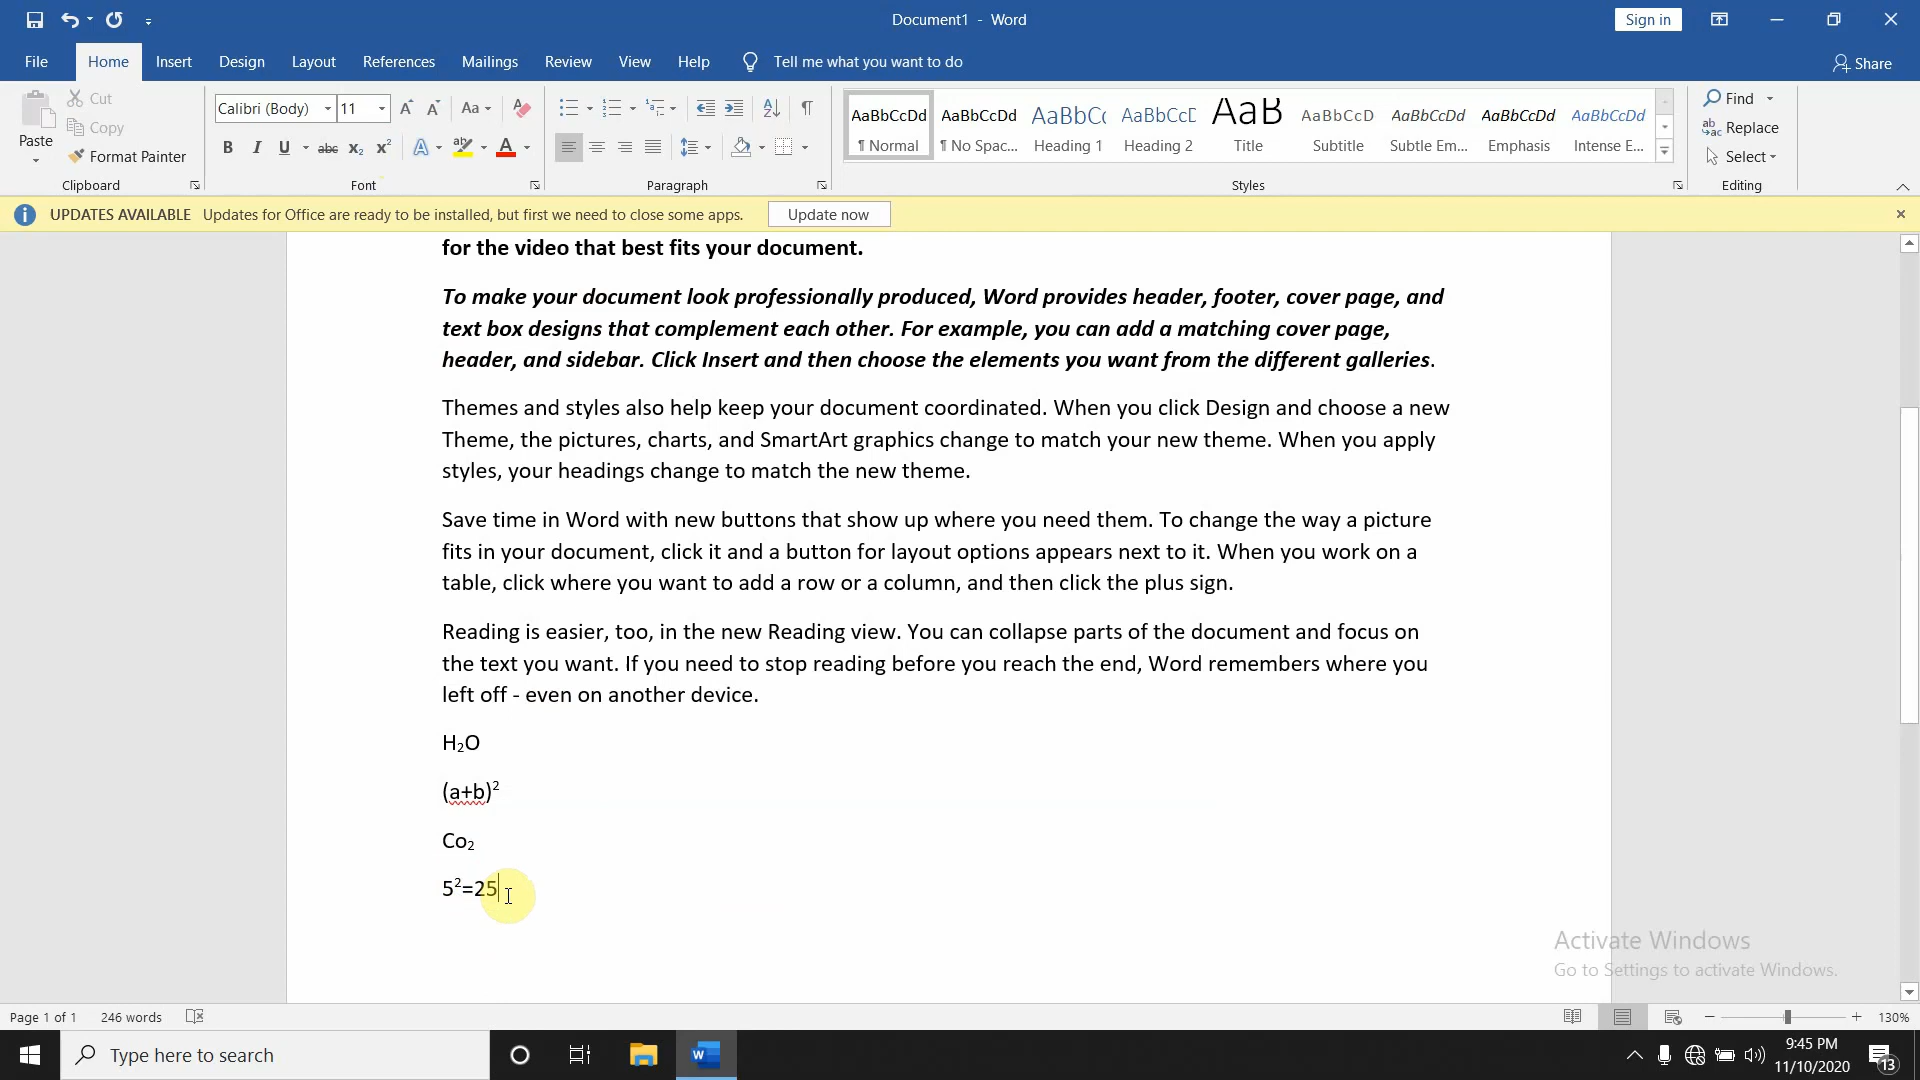 Document1 - Word
Sign in
File Home Insert Design Layout References Mailings Review View Help Tell me what you want to do Share
Paste
Cut
Copy
Format Painter
Clipboard
Calibri (Body) 11
Font
Paragraph
AaBbCcDd AaBbCcDd AaBbCc AaBbCcE AaB AaBbCcD AaBbCcDd AaBbCcDd AaBbCcDd
¶ Normal ¶ No Spac... Heading 1 Heading 2 Title Subtitle Subtle Em... Emphasis Intense E...
Styles
Find
Replace
Select
Editing
UPDATES AVAILABLE Updates for Office are ready to be installed, but first we need to close some apps. Update now
for the video that best fits your document.
To make your document look professionally produced, Word provides header, footer, cover page, and
text box designs that complement each other. For example, you can add a matching cover page,
header, and sidebar. Click Insert and then choose the elements you want from the different galleries.
Themes and styles also help keep your document coordinated. When you click Design and choose a new
Theme, the pictures, charts, and SmartArt graphics change to match your new theme. When you apply
styles, your headings change to match the new theme.
Save time in Word with new buttons that show up where you need them. To change the way a picture
fits in your document, click it and a button for layout options appears next to it. When you work on a
table, click where you want to add a row or a column, and then click the plus sign.
Reading is easier, too, in the new Reading view. You can collapse parts of the document and focus on
the text you want. If you need to stop reading before you reach the end, Word remembers where you
left off - even on another device.
H₂O
(a+b)²
Co₂
5²=25
Activate Windows
Go to Settings to activate Windows.
Page 1 of 1 246 words 130%
Type here to search
9:45 PM
11/10/2020
13